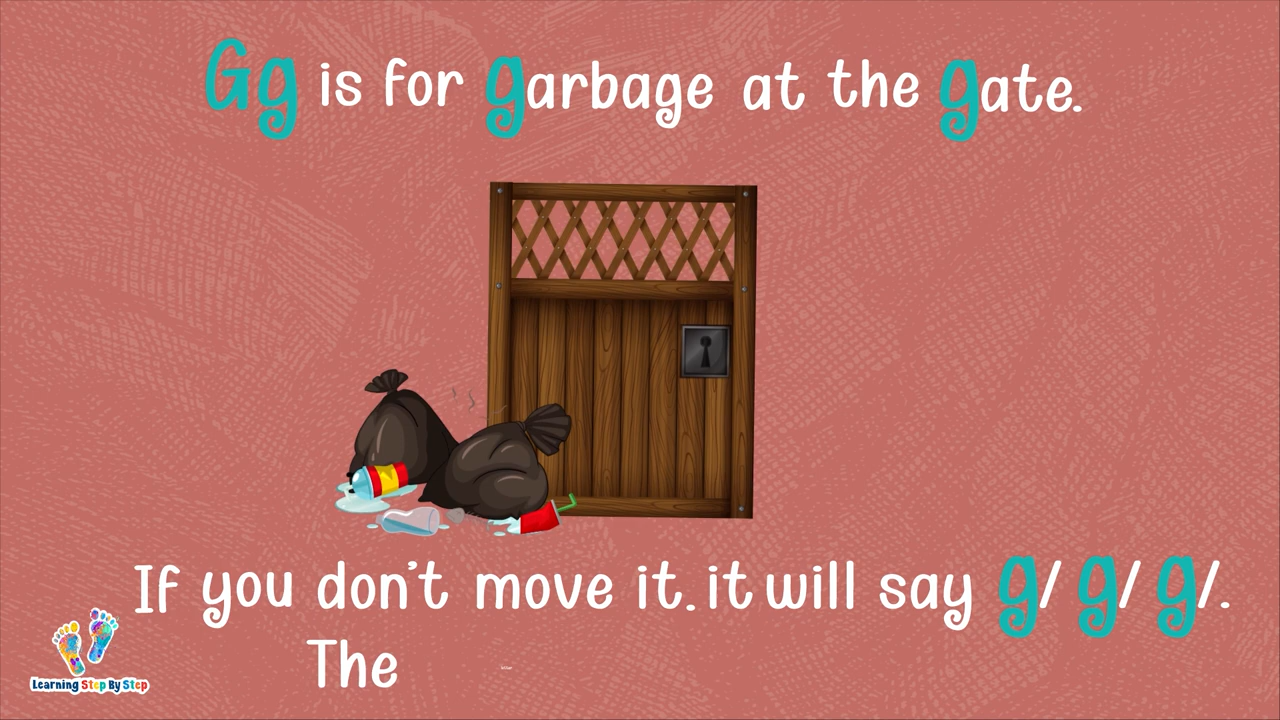 Gg is for garbage at the gate.
If you don't move it. it will say g/ g/ g/.
The
Learning Step By Step